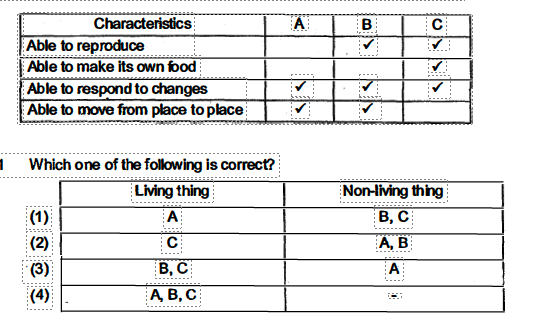 Characteristics A B C
Able to reproduce ✓ ✓
Able to make its own food ✓
Able to respond to changes ✓ ✓ ✓
Able to move from place to place ✓ ✓
1 Which one of the following is correct?
Living thing Non-living thing
(1) A B, C
(2) C A, B
(3) B, C A
(4) A, B, C -